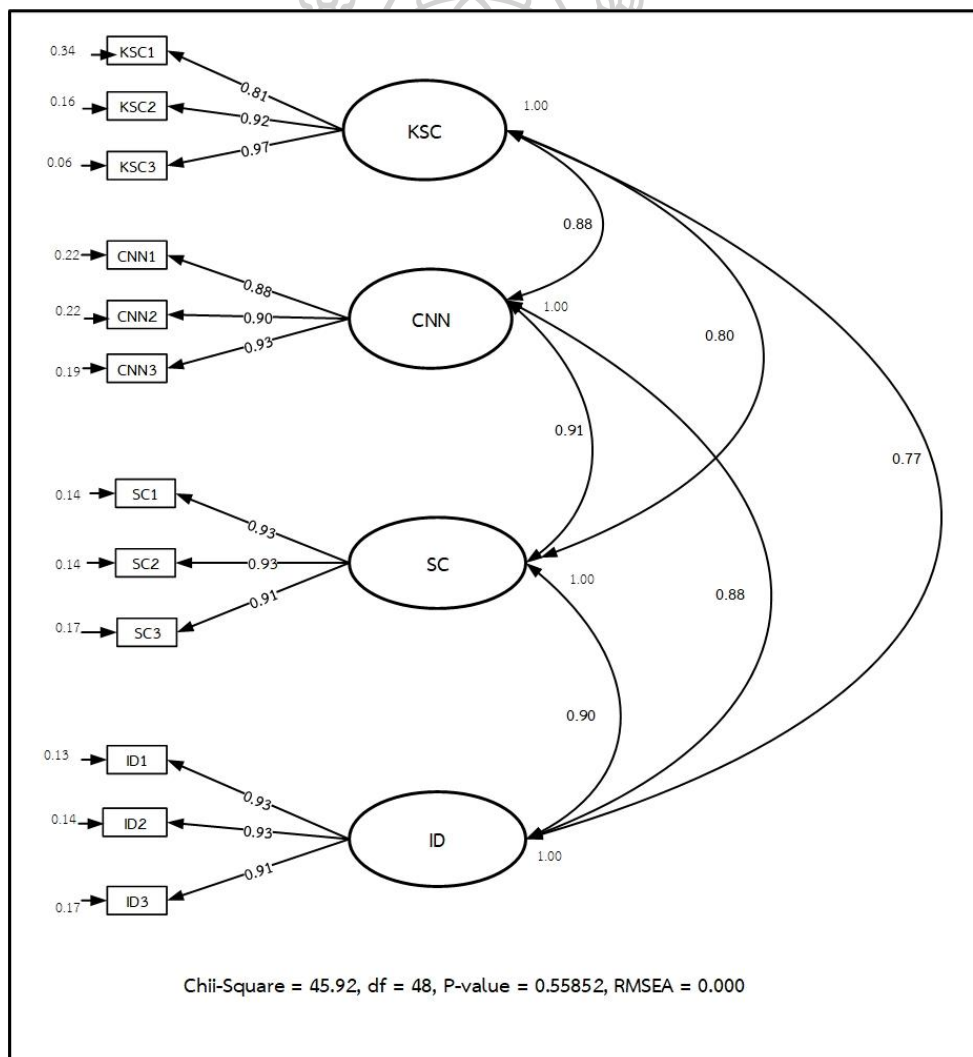 0.34
KSC1
0.81
0.16
KSC2
0.92
0.06
KSC3
0.97
KSC
1.00
0.88
0.22
CNN1
0.88
0.22
CNN2
0.90
0.19
CNN3
0.93
CNN
1.00
0.80
0.91
0.77
0.14
SC1
0.93
0.14
SC2
0.93
0.17
SC3
0.91
SC
1.00
0.88
0.90
0.13
ID1
0.93
0.14
ID2
0.93
0.17
ID3
0.91
ID
1.00
Chii-Square = 45.92, df = 48, P-value = 0.55852, RMSEA = 0.000